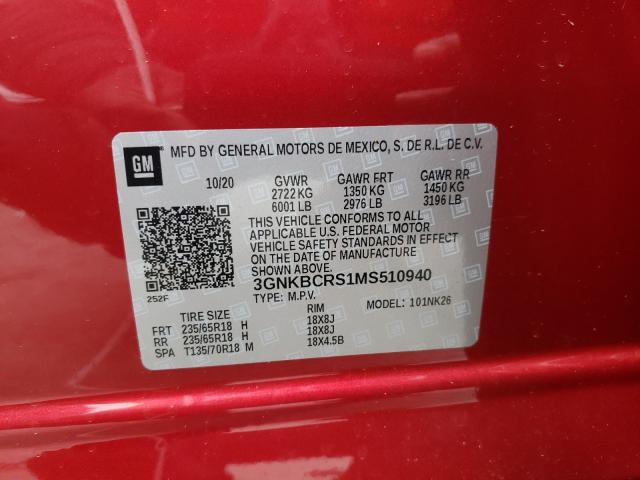 GM
MFD BY GENERAL MOTORS DE MEXICO, S. DE R.L. DE C.V.
10/20 GVWR GAWR FRT GAWR RR
2722 KG 1350 KG 1450 KG
6001 LB 2976 LB 3196 LB
THIS VEHICLE CONFORMS TO ALL
APPLICABLE U.S. FEDERAL MOTOR
VEHICLE SAFETY STANDARDS IN EFFECT
ON THE DATE OF MANUFACTURE
SHOWN ABOVE.
3GNKBCRS1MS510940
252F TYPE: M.P.V. MODEL: 101NK26
TIRE SIZE RIM
FRT 235/65R18 H 18X8J
RR 235/65R18 H 18X8J
SPA T135/70R18 M 18X4.5B